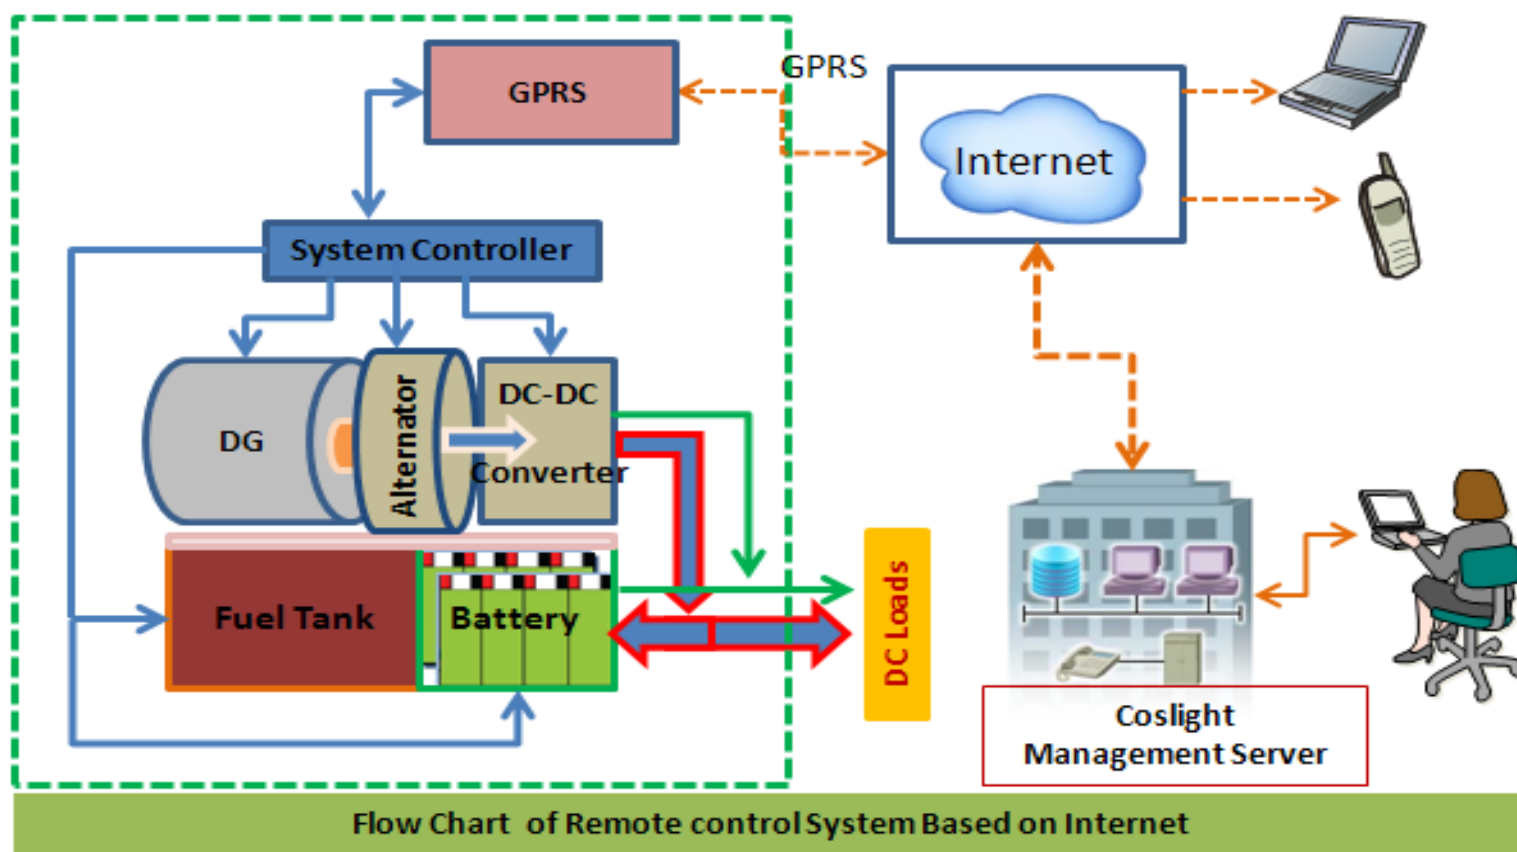 GPRS
GPRS
Internet
System Controller
DG
Alternator
DC-DC
Converter
Fuel Tank
Battery
DC Loads
Coslight
Management Server
Flow Chart of Remote control System Based on Internet